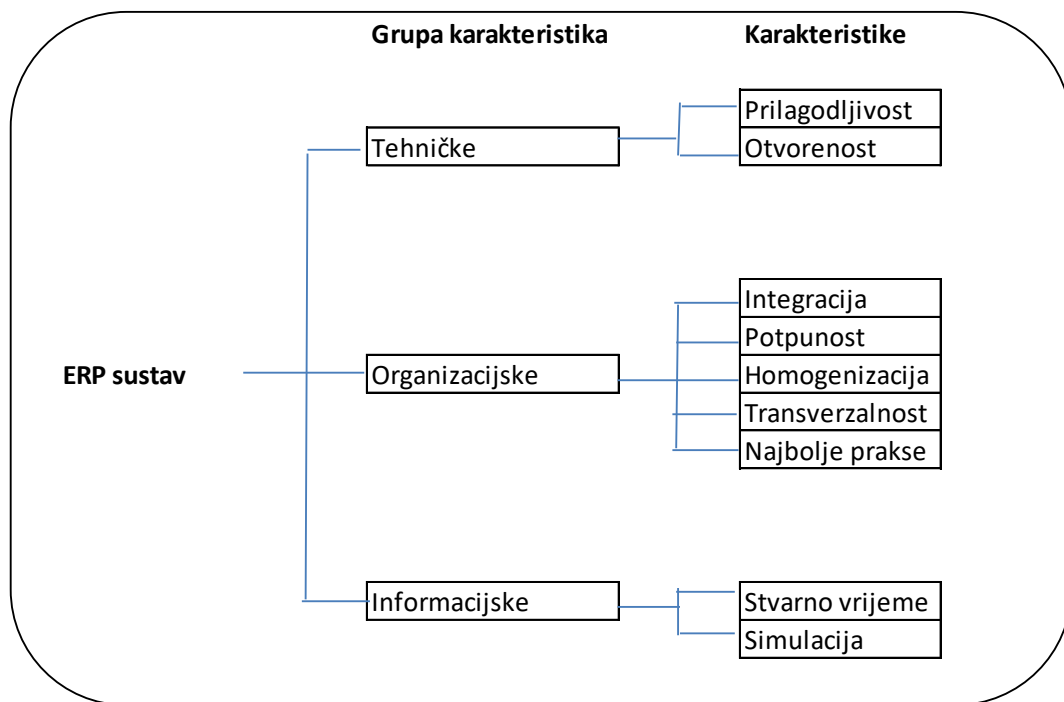 Grupa karakteristika
Karakteristike
Prilagodljivost
Tehničke
Otvorenost
Integracija
Potpunost
ERP sustav
Organizacijske
Homogenizacija
Transverzalnost
Najbolje prakse
Informacijske
Stvarno vrijeme
Simulacija